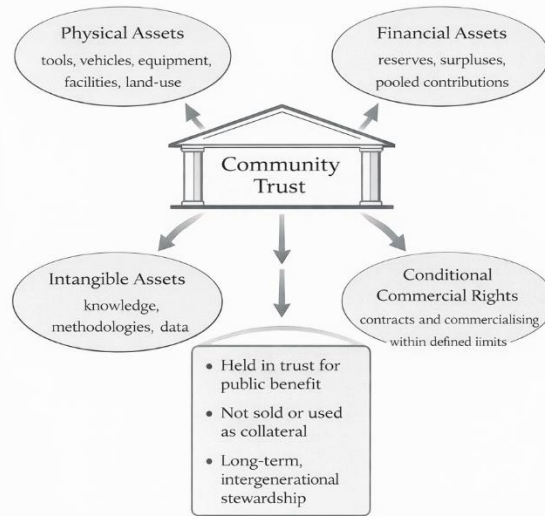 Physical Assets
tools, vehicles, equipment,
facilities, land-use
Financial Assets
reserves, surpluses,
pooled contributions
Community
Trust
Intangible Assets
knowledge,
methodologies, data
Conditional
Commercial Rights
contracts and commercialising
within defined limits
• Held in trust for
public benefit
• Not sold or used
as collateral
• Long-term,
intergenerational
stewardship